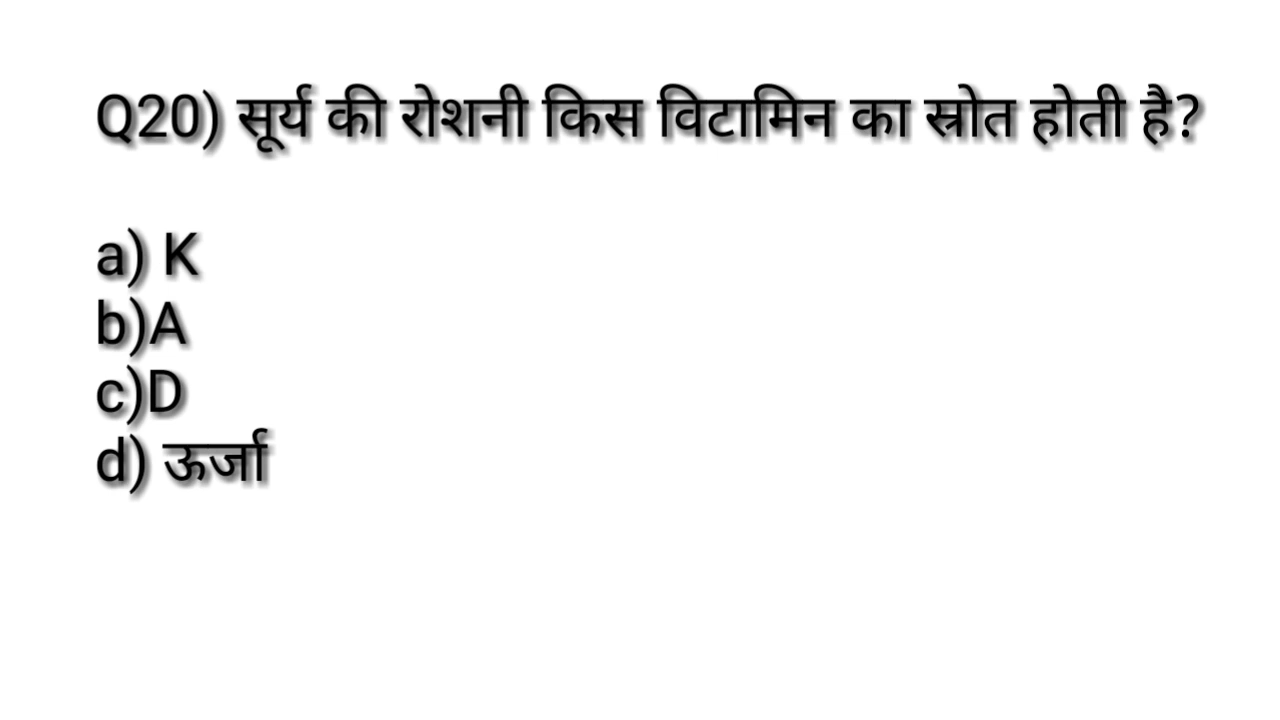 Q20) सूर्य की रोशनी किस विटामिन का स्रोत होती है?
a) K
b)A
c)D
d) ऊर्जा